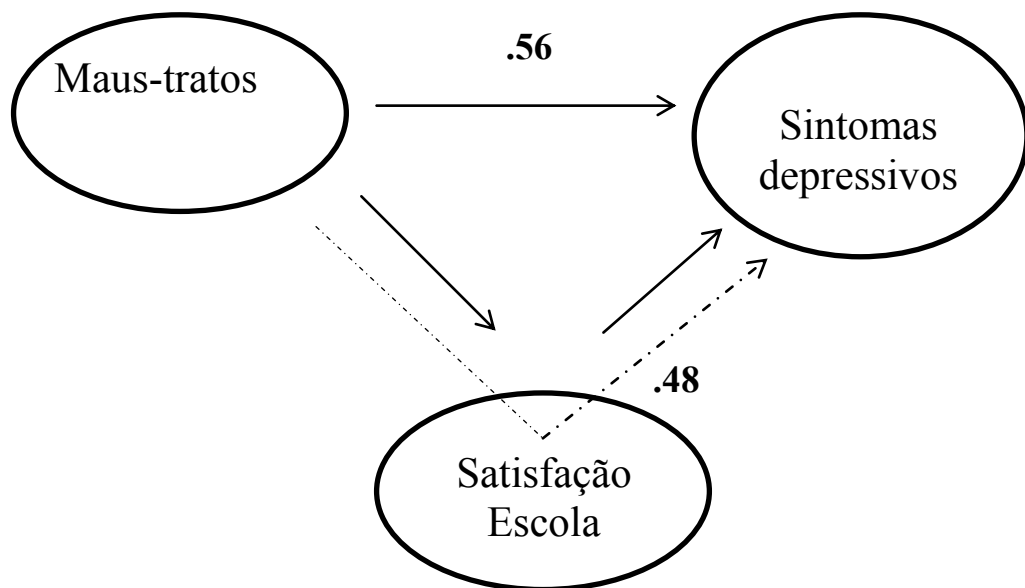 .56
Maus-tratos
Sintomas
depressivos
.48
Satisfação
Escola